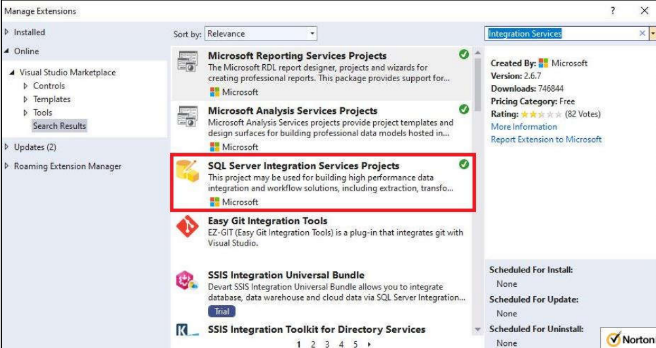 Manage Extensions
? ×
Installed
Online
Visual Studio Marketplace
Controls
Templates
Tools
Search Results
Updates (2)
Roaming Extension Manager
Sort by: Relevance
Microsoft Reporting Services Projects
The Microsoft RDL report designer, projects and wizards for
creating professional reports. This package provides support for...
Microsoft
Microsoft Analysis Services Projects
Microsoft Analysis Services projects provide project templates and
design surfaces for building professional data models hosted in...
Microsoft
SQL Server Integration Services Projects
This project may be used for building high performance data
integration and workflow solutions, including extraction, transfo...
Microsoft
Easy Git Integration Tools
EZ-GIT (Easy Git Integration Tools) is a plug-in that integrates git with
Visual Studio.
SSIS Integration Universal Bundle
Devart SSIS Integration Universal Bundle allows you to integrate
database, data warehouse and cloud data via SQL Server Integration...
Trial
SSIS Integration Toolkit for Directory Services
1 2 3 4 5
Integration Services
Created By: Microsoft
Version: 2.6.7
Downloads: 746844
Pricing Category: Free
Rating: (82 Votes)
More Information
Report Extension to Microsoft
Scheduled For Install:
None
Scheduled For Update:
None
Scheduled For Uninstall:
None
Norton